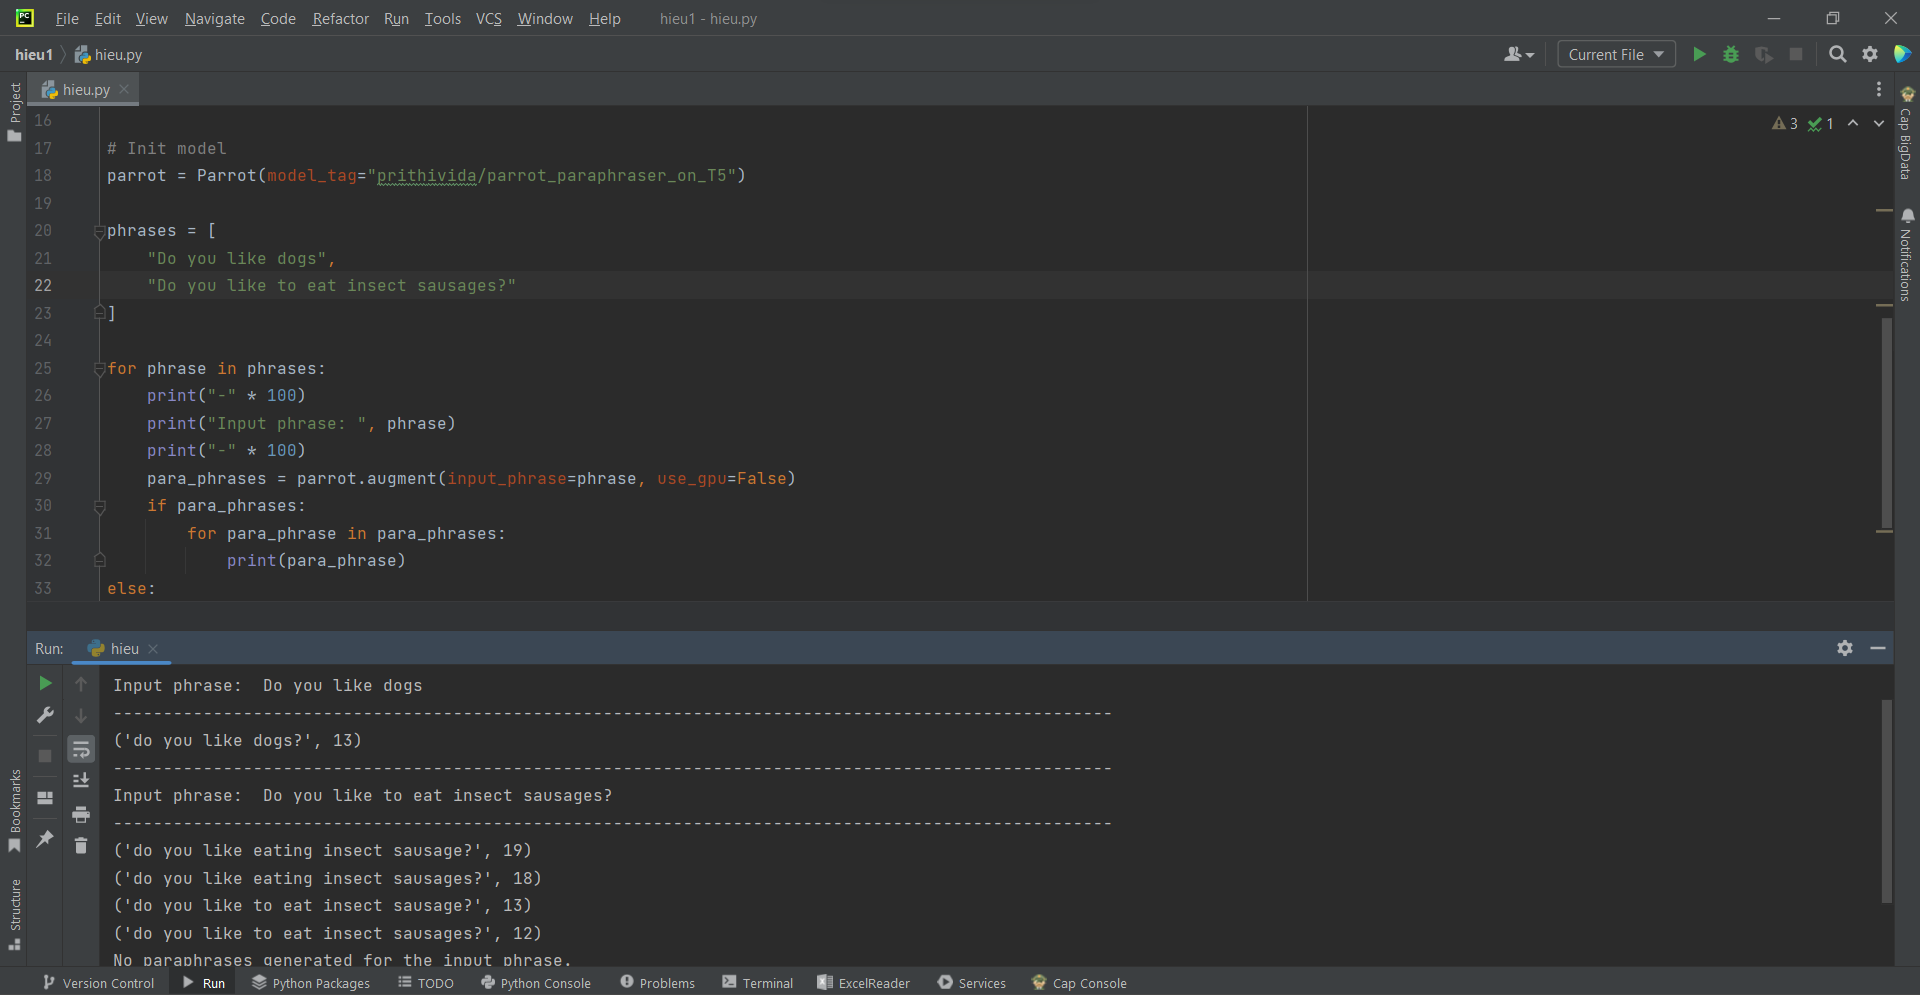 PC
File Edit View Navigate Code Refactor Run Tools VCS Window Help hieu1 - hieu.py
hieu1 hieu.py Current File
Project
hieu.py
3 1
16
17 # Init model
18 parrot = Parrot(model_tag="prithivida/parrot_paraphraser_on_T5")
19
20 phrases = [
21 "Do you like dogs",
22 "Do you like to eat insect sausages?"
23 ]
24
25 for phrase in phrases:
26 print("-" * 100)
27 print("Input phrase: ", phrase)
28 print("-" * 100)
29 para_phrases = parrot.augment(input_phrase=phrase, use_gpu=False)
30 if para_phrases:
31 for para_phrase in para_phrases:
32 print(para_phrase)
33 else:
Cap BigData
Notifications
Run: hieu
Input phrase:  Do you like dogs
----------------------------------------------------------------------------------------------------
('do you like dogs?', 13)
----------------------------------------------------------------------------------------------------
Input phrase:  Do you like to eat insect sausages?
----------------------------------------------------------------------------------------------------
('do you like eating insect sausage?', 19)
('do you like eating insect sausages?', 18)
('do you like to eat insect sausage?', 13)
('do you like to eat insect sausages?', 12)
No paraphrases generated for the input phrase.
Bookmarks
Structure
Version Control Run Python Packages TODO Python Console Problems Terminal ExcelReader Services Cap Console